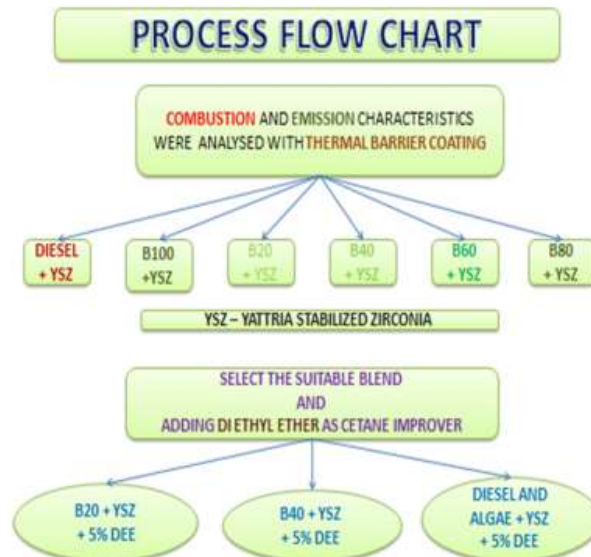 PROCESS FLOW CHART
COMBUSTION AND EMISSION CHARACTERISTICS
WERE ANALYSED WITH THERMAL BARRIER COATING
DIESEL
+ YSZ
B100
+YSZ
B20
+ YSZ
B40
+ YSZ
B60
+ YSZ
B80
+ YSZ
YSZ – YATTRIA STABILIZED ZIRCONIA
SELECT THE SUITABLE BLEND
AND
ADDING DI ETHYL ETHER AS CETANE IMPROVER
B20 + YSZ
+ 5% DEE
B40 + YSZ
+ 5% DEE
DIESEL AND
ALGAE + YSZ
+ 5% DEE